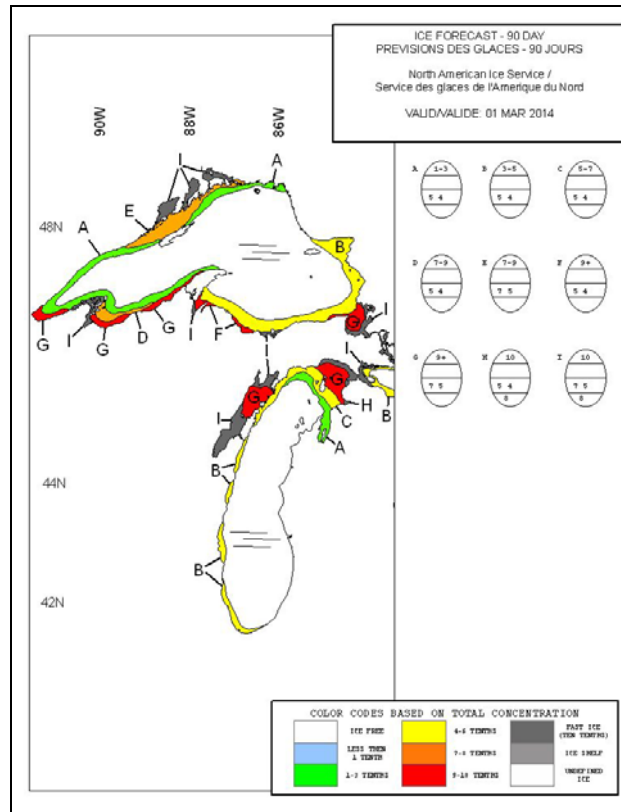 ICE FORECAST - 90 DAY
PREVISIONS DES GLACES - 90 JOURS
North American Ice Service /
Service des glaces de l'Amerique du Nord
VALID/VALIDE: 01 MAR 2014
90W
88W
86W
I
A
A 1-3
B 3-5
C 5-7
E
5 4
5 4
5 4
A
48N
B
D 7-9
E 7-9
F 9+
5 4
7 5
5 4
I
G
G
I
G
D
G
I
F
I
I
G 9+
H 10
I 10
G
B
7 5
5 4
7 5
G
H
8
8
I
C
A
B
44N
B
42N
COLOR CODES BASED ON TOTAL CONCENTRATION
ICE FREE
4-6 TENTHS
FAST ICE
(TEN TENTHS)
LESS THEN
1 TENTH
7-8 TENTHS
ICE SHELF
1-3 TENTHS
9-10 TENTHS
UNDEFINED
ICE